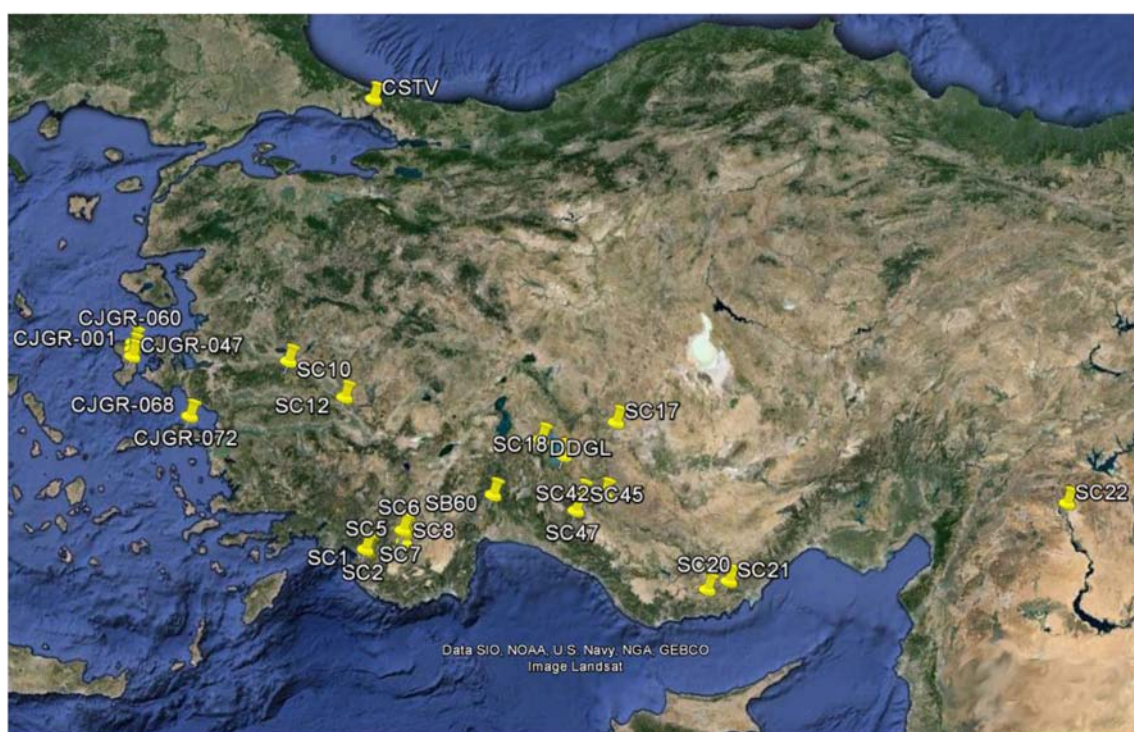 CSTV
CJGR-060
CJGR-001
CJGR-047
SC10
CJGR-068
SC12
CJGR-072
SC17
SC18
DDGL
SC42
SC45
SC22
SB60
SC6
SC5
SC8
SC47
SC1
SC7
SC2
SC20
SC21
Data SIO, NOAA, U.S. Navy, NGA, GEBCO
Image Landsat